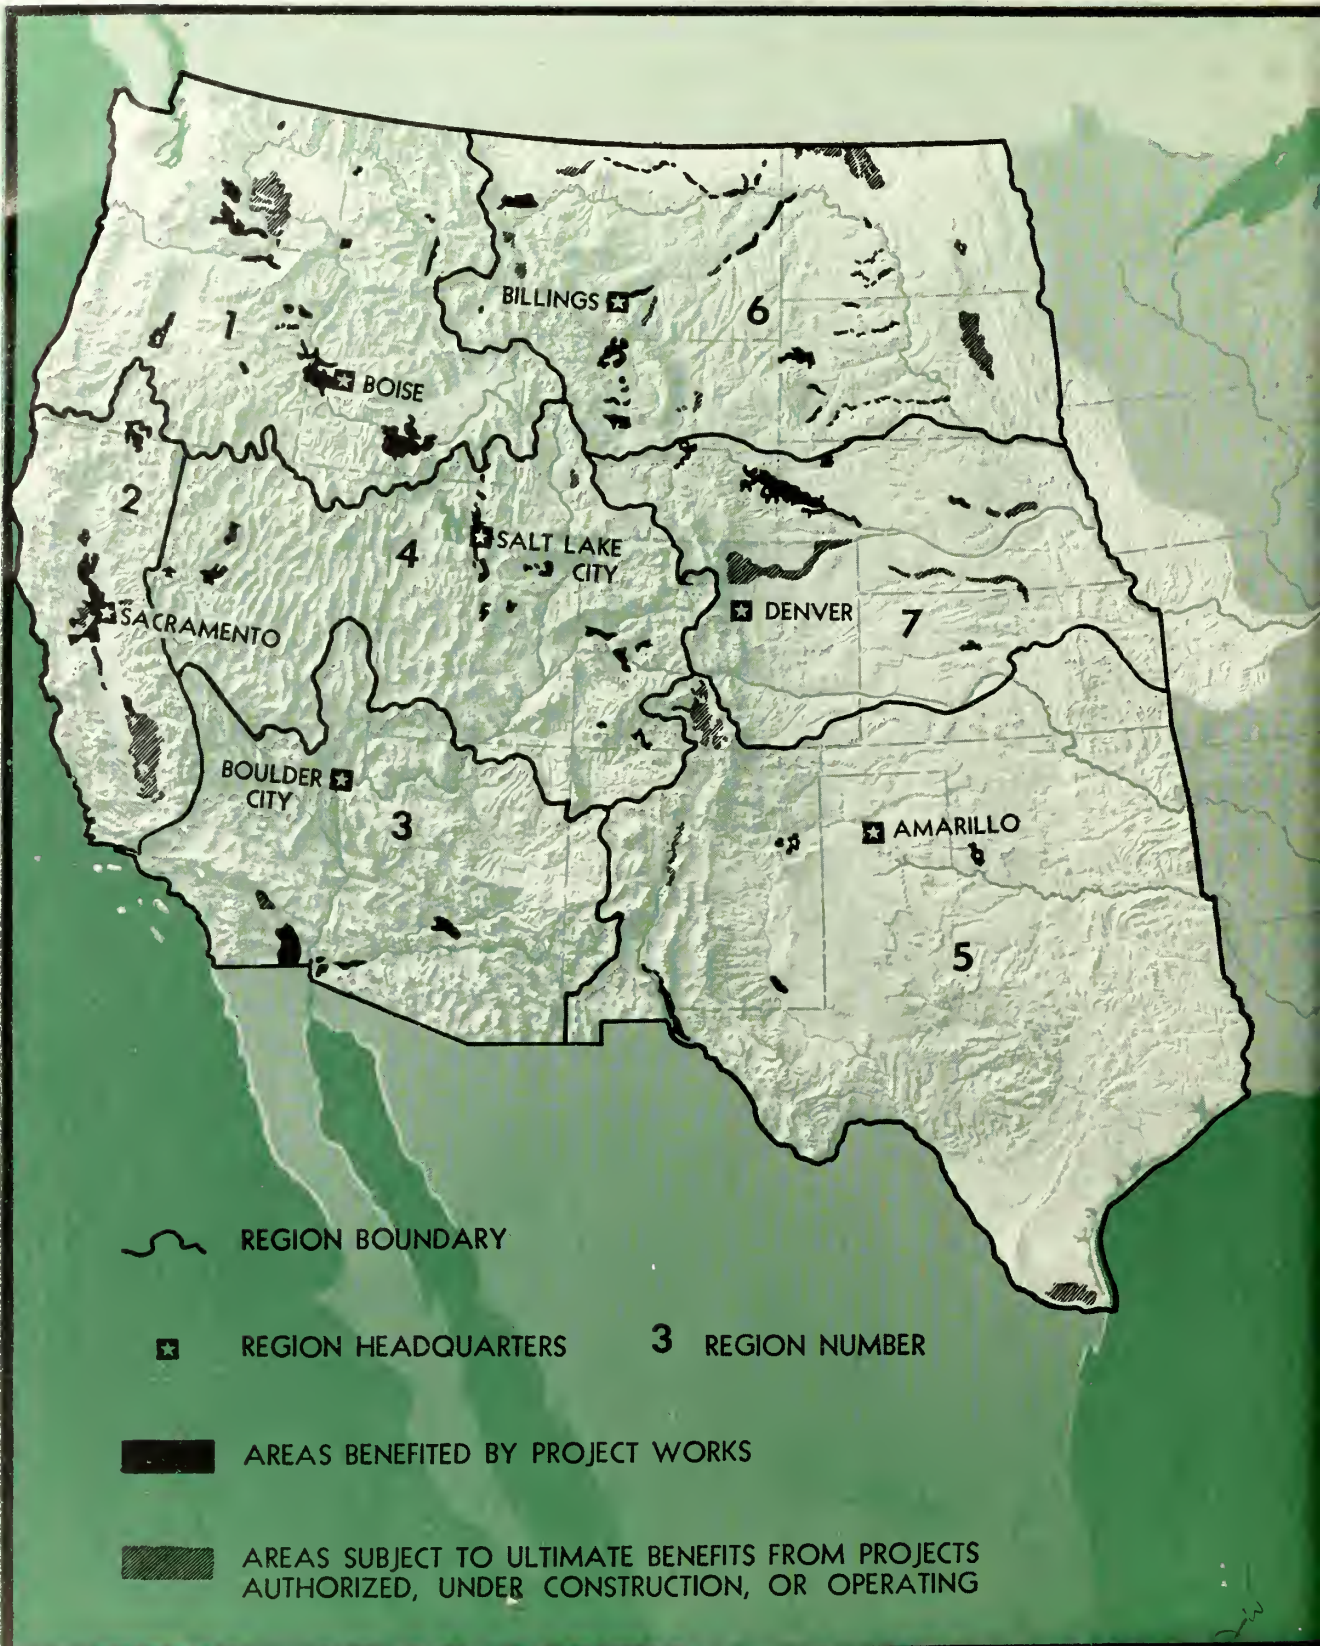 BILLINGS
6
1
BOISE
2
4
SALT LAKE
CITY
SACRAMENTO
DENVER
7
BOULDER
CITY
3
AMARILLO
5
REGION BOUNDARY
REGION HEADQUARTERS
3 REGION NUMBER
AREAS BENEFITED BY PROJECT WORKS
AREAS SUBJECT TO ULTIMATE BENEFITS FROM PROJECTS
AUTHORIZED, UNDER CONSTRUCTION, OR OPERATING